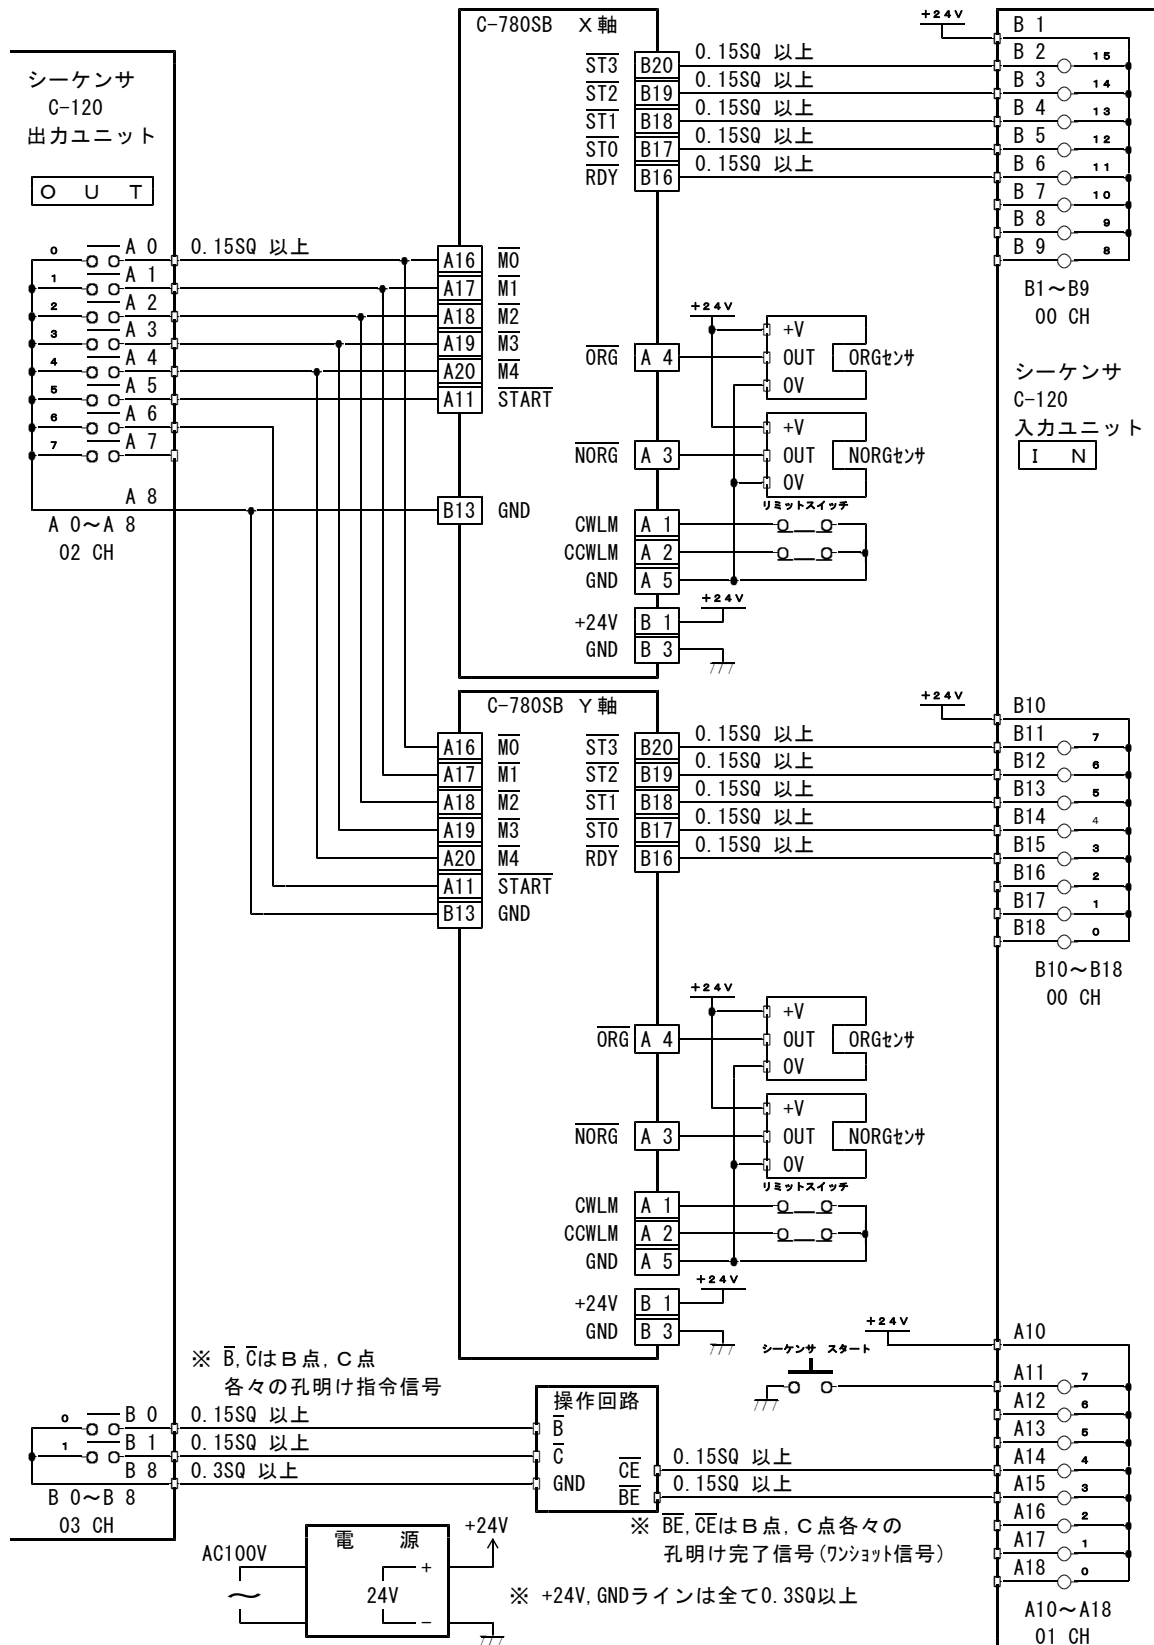 シーケンサ
C-120
出力ユニット
OUT
0 A 0 0.15SQ 以上
1 A 1
2 A 2
3 A 3
4 A 4
5 A 5
6 A 6
7 A 7
A 8
A 0～A 8
02 CH
C-780SB X軸
A16 M0
A17 M1
A18 M2
A19 M3
A20 M4
A11 START
B13 GND
ST3 B20 0.15SQ 以上
ST2 B19 0.15SQ 以上
ST1 B18 0.15SQ 以上
ST0 B17 0.15SQ 以上
RDY B16 0.15SQ 以上
+24V
ORG A 4
+V
OUT ORGセンサ
0V
NORG A 3
+V
OUT NORGセンサ
0V
リミットスイッチ
CWLM A 1
CCWLM A 2
GND A 5
+24V
+24V B 1
GND B 3
+24V
B 1
B 2 15
B 3 14
B 4 13
B 5 12
B 6 11
B 7 10
B 8 9
B 9 8
B1～B9
00 CH
シーケンサ
C-120
入力ユニット
IN
C-780SB Y軸
A16 M0
A17 M1
A18 M2
A19 M3
A20 M4
A11 START
B13 GND
ST3 B20 0.15SQ 以上
ST2 B19 0.15SQ 以上
ST1 B18 0.15SQ 以上
ST0 B17 0.15SQ 以上
RDY B16 0.15SQ 以上
+24V
ORG A 4
+V
OUT ORGセンサ
0V
NORG A 3
+V
OUT NORGセンサ
0V
リミットスイッチ
CWLM A 1
CCWLM A 2
GND A 5
+24V
+24V B 1
GND B 3
+24V
B10
B11 7
B12 6
B13 5
B14 4
B15 3
B16 2
B17 1
B18 0
B10～B18
00 CH
※ B,CはB点,C点
各々の孔明け指令信号
0 B 0 0.15SQ 以上
1 B 1 0.15SQ 以上
B 8 0.3SQ 以上
B 0～B 8
03 CH
操作回路
B
C
GND
CE 0.15SQ 以上
BE 0.15SQ 以上
シーケンサ スタート
+24V
A10
A11 7
A12 6
A13 5
A14 4
A15 3
A16 2
A17 1
A18 0
A10～A18
01 CH
※ BE,CEはB点,C点各々の
孔明け完了信号(ワンショット信号)
AC100V
～
電源
+
24V
-
+24V
※ +24V,GNDラインは全て0.3SQ以上